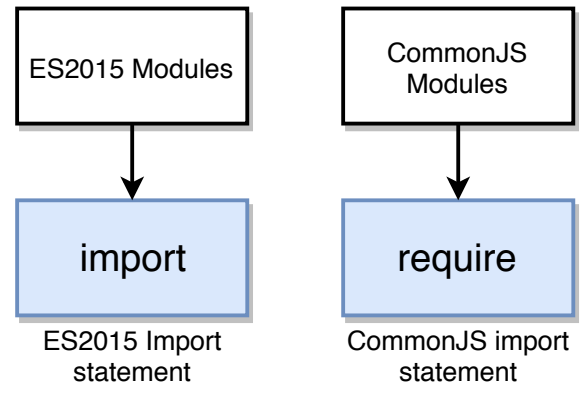 ES2015 Modules
CommonJS
Modules
import
require
ES2015 Import
statement
CommonJS import
statement